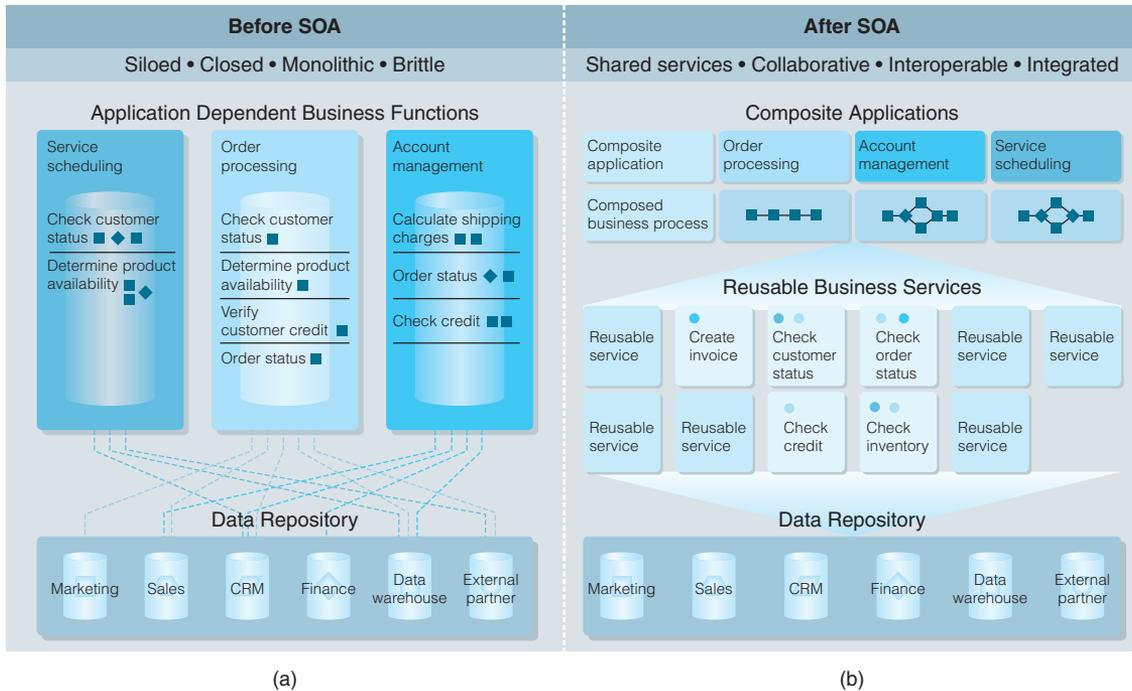 Before SOA
Siloed • Closed • Monolithic • Brittle
Application Dependent Business Functions
Service
scheduling
Check customer
status
Determine product
availability
Order
processing
Check customer
status
Determine product
availability
Verify
customer credit
Order status
Account
management
Calculate shipping
charges
Order status
Check credit
Data Repository
Marketing
Sales
CRM
Finance
Data
warehouse
External
partner
(a)
After SOA
Shared services • Collaborative • Interoperable • Integrated
Composite Applications
Composite
application
Order
processing
Account
management
Service
scheduling
Composed
business process
Reusable Business Services
Reusable
service
Create
invoice
Check
customer
status
Check
order
status
Reusable
service
Reusable
service
Reusable
service
Reusable
service
Check
credit
Check
inventory
Reusable
service
Data Repository
Marketing
Sales
CRM
Finance
Data
warehouse
External
partner
(b)